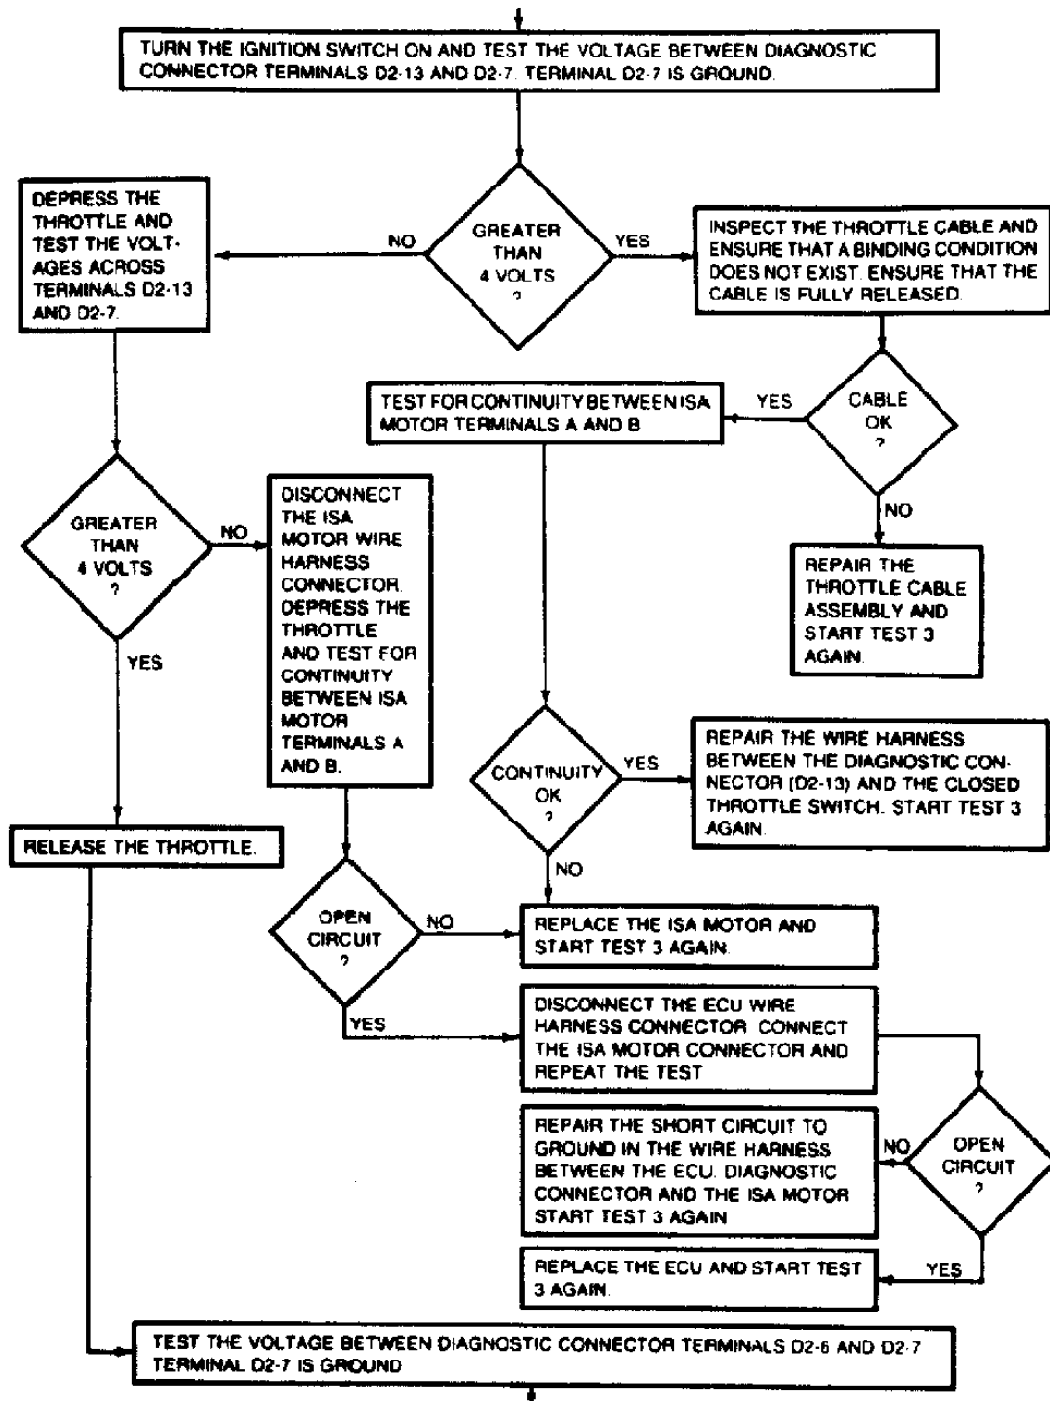 TURN THE IGNITION SWITCH ON AND TEST THE VOLTAGE BETWEEN DIAGNOSTIC
CONNECTOR TERMINALS D2-13 AND D2-7. TERMINAL D2-7 IS GROUND.
GREATER
THAN
4 VOLTS
?
NO
YES
DEPRESS THE
THROTTLE AND
TEST THE VOLT-
AGES ACROSS
TERMINALS D2-13
AND D2-7.
INSPECT THE THROTTLE CABLE AND
ENSURE THAT A BINDING CONDITION
DOES NOT EXIST. ENSURE THAT THE
CABLE IS FULLY RELEASED.
CABLE
OK
?
YES
NO
TEST FOR CONTINUITY BETWEEN ISA
MOTOR TERMINALS A AND B
REPAIR THE
THROTTLE CABLE
ASSEMBLY AND
START TEST 3
AGAIN.
GREATER
THAN
4 VOLTS
?
NO
YES
DISCONNECT
THE ISA
MOTOR WIRE
HARNESS
CONNECTOR.
DEPRESS THE
THROTTLE
AND TEST FOR
CONTINUITY
BETWEEN ISA
MOTOR
TERMINALS A
AND B.
CONTINUITY
OK
?
YES
NO
REPAIR THE WIRE HARNESS
BETWEEN THE DIAGNOSTIC CON-
NECTOR (D2-13) AND THE CLOSED
THROTTLE SWITCH. START TEST 3
AGAIN.
RELEASE THE THROTTLE.
OPEN
CIRCUIT
?
NO
YES
REPLACE THE ISA MOTOR AND
START TEST 3 AGAIN.
DISCONNECT THE ECU WIRE
HARNESS CONNECTOR CONNECT
THE ISA MOTOR CONNECTOR AND
REPEAT THE TEST
OPEN
CIRCUIT
?
NO
YES
REPAIR THE SHORT CIRCUIT TO
GROUND IN THE WIRE HARNESS
BETWEEN THE ECU. DIAGNOSTIC
CONNECTOR AND THE ISA MOTOR
START TEST 3 AGAIN
REPLACE THE ECU AND START TEST
3 AGAIN.
TEST THE VOLTAGE BETWEEN DIAGNOSTIC CONNECTOR TERMINALS D2-6 AND D2-7
TERMINAL D2-7 IS GROUND